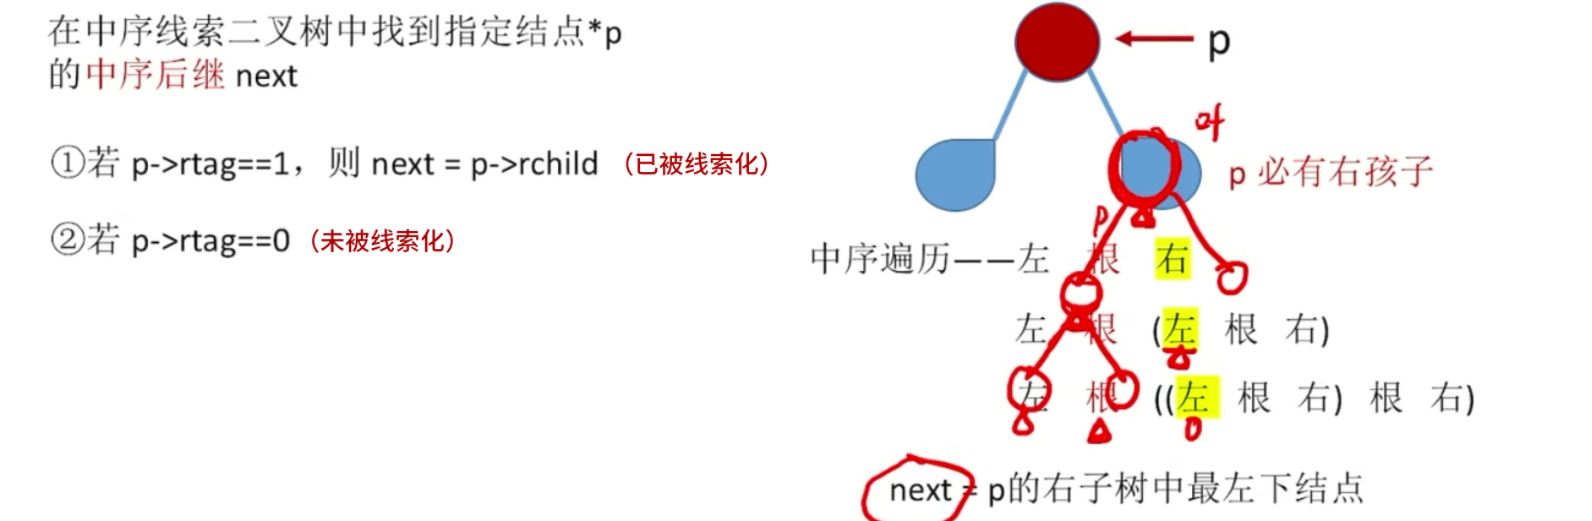 在中序线索二叉树中找到指定结点*p
的中序后继 next
①若 p->rtag==1，则 next = p->rchild （已被线索化）
②若 p->rtag==0（未被线索化）
p
p 必有右孩子
p
中序遍历——左 根 右
左 根 (左 根 右)
左 根 ((左 根 右) 根 右)
next = p的右子树中最左下结点